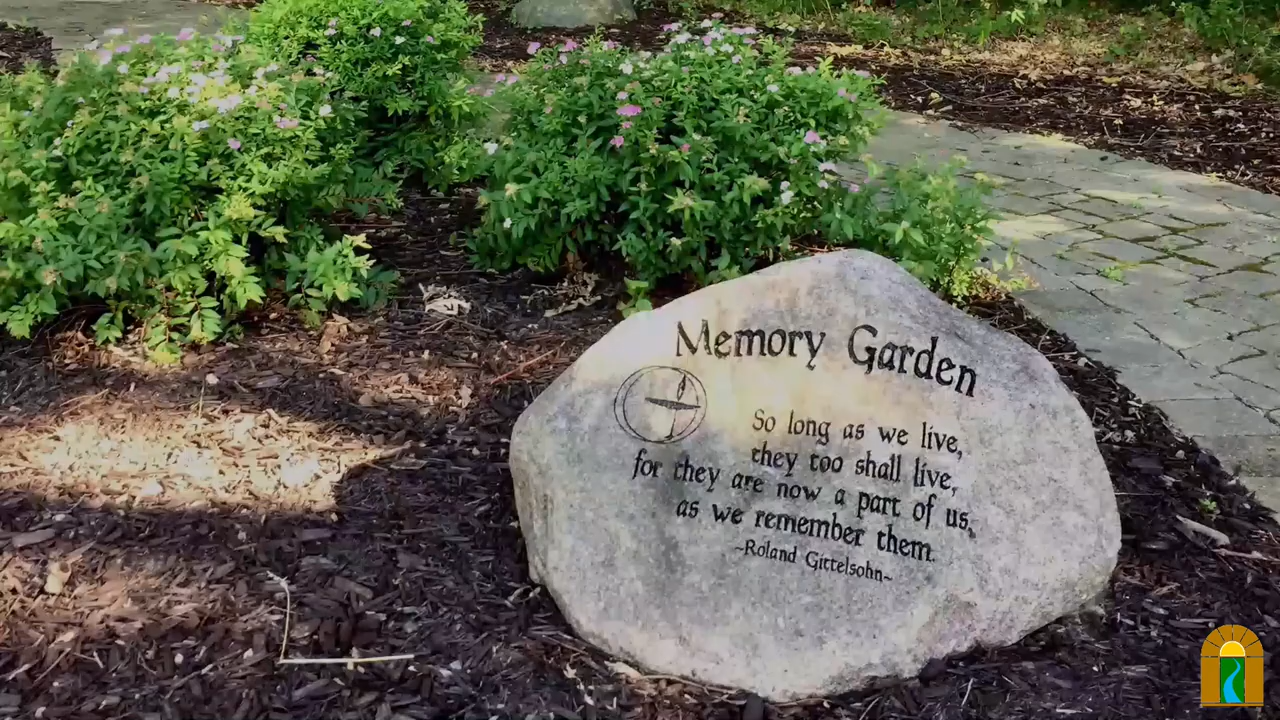 Memory Garden
So long as we live,
they too shall live,
for they are now a part of us,
as we remember them.
~Roland Gittelsohn~